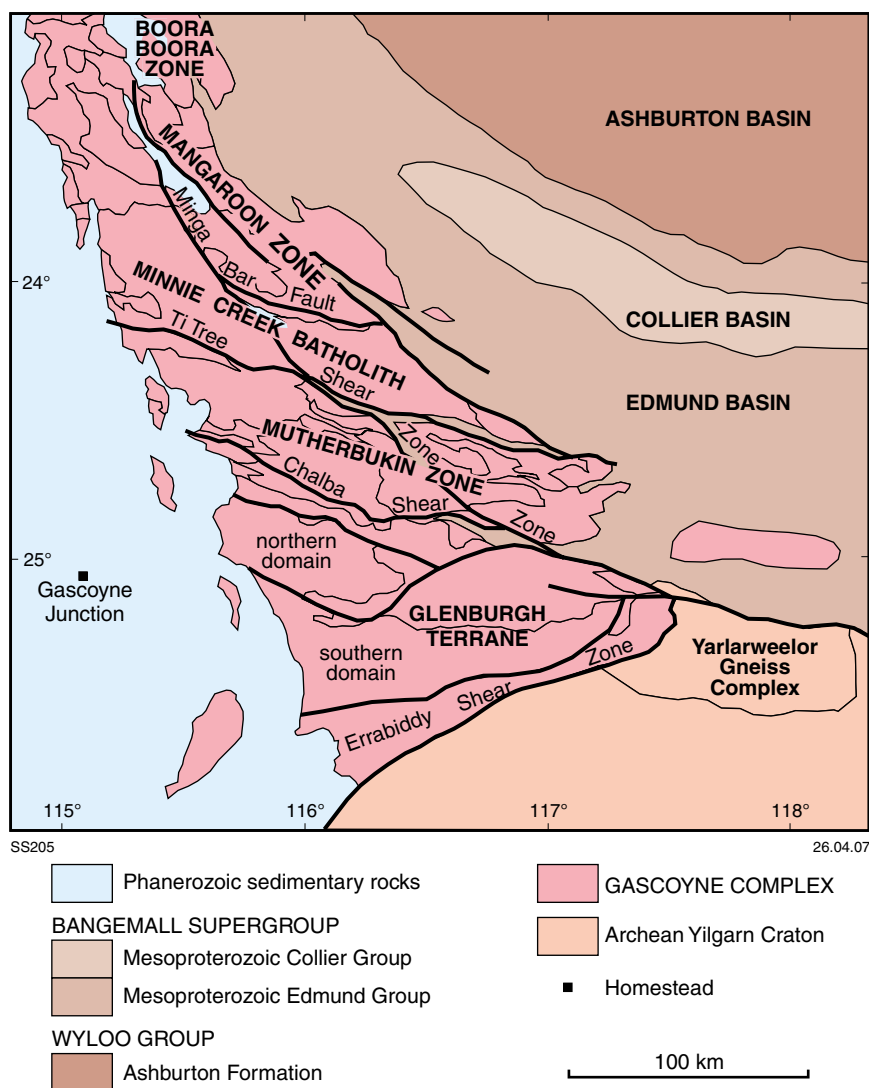 BOORA
BOORA
ZONE
ASHBURTON BASIN
MANGAROON ZONE
Minga
Bar
Fault
24°
MINNIE CREEK BATHOLITH
COLLIER BASIN
Ti Tree
Shear
Zone
EDMUND BASIN
MUTHERBUKIN ZONE
Chalba
Shear
Zone
25°
northern
domain
Gascoyne
Junction
GLENBURGH
TERRANE
southern
domain
Yarlarweelor
Gneiss
Complex
Errabiddy
Shear
Zone
115°
116°
117°
118°
SS205
26.04.07
Phanerozoic sedimentary rocks
BANGEMALL SUPERGROUP
Mesoproterozoic Collier Group
Mesoproterozoic Edmund Group
WYLOO GROUP
Ashburton Formation
GASCOYNE COMPLEX
Archean Yilgarn Craton
Homestead
100 km